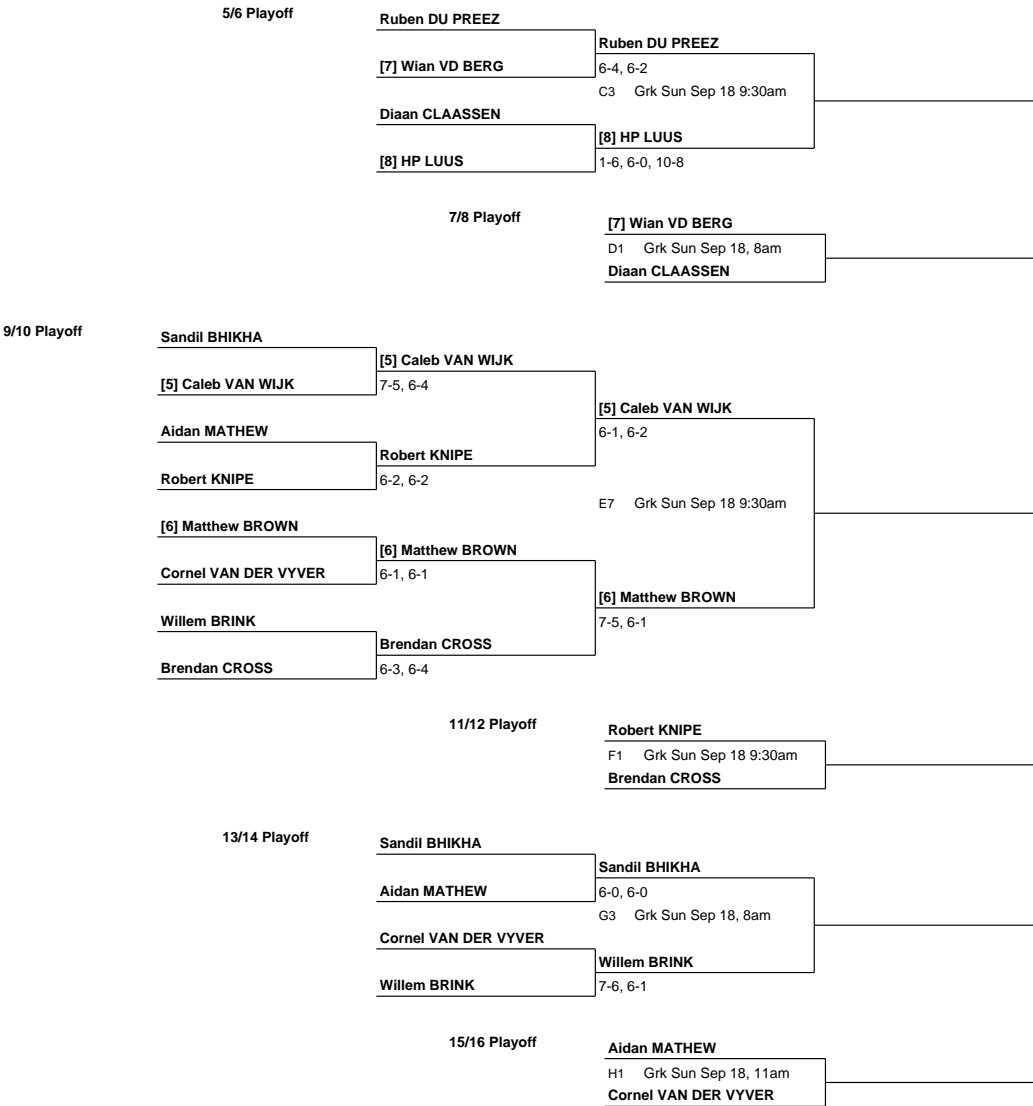 5/6 Playoff
Ruben DU PREEZ
Ruben DU PREEZ
[7] Wian VD BERG
6-4, 6-2
C3 Grk Sun Sep 18 9:30am
Diaan CLAASSEN
[8] HP LUUS
[8] HP LUUS
1-6, 6-0, 10-8
7/8 Playoff
[7] Wian VD BERG
D1 Grk Sun Sep 18, 8am
Diaan CLAASSEN
9/10 Playoff
Sandil BHIKHA
[5] Caleb VAN WIJK
[5] Caleb VAN WIJK
7-5, 6-4
[5] Caleb VAN WIJK
Aidan MATHEW
6-1, 6-2
Robert KNIPE
Robert KNIPE
6-2, 6-2
E7 Grk Sun Sep 18 9:30am
[6] Matthew BROWN
[6] Matthew BROWN
Cornel VAN DER VYVER
6-1, 6-1
[6] Matthew BROWN
Willem BRINK
7-5, 6-1
Brendan CROSS
Brendan CROSS
6-3, 6-4
11/12 Playoff
Robert KNIPE
F1 Grk Sun Sep 18 9:30am
Brendan CROSS
13/14 Playoff
Sandil BHIKHA
Sandil BHIKHA
Aidan MATHEW
6-0, 6-0
G3 Grk Sun Sep 18, 8am
Cornel VAN DER VYVER
Willem BRINK
Willem BRINK
7-6, 6-1
15/16 Playoff
Aidan MATHEW
H1 Grk Sun Sep 18, 11am
Cornel VAN DER VYVER